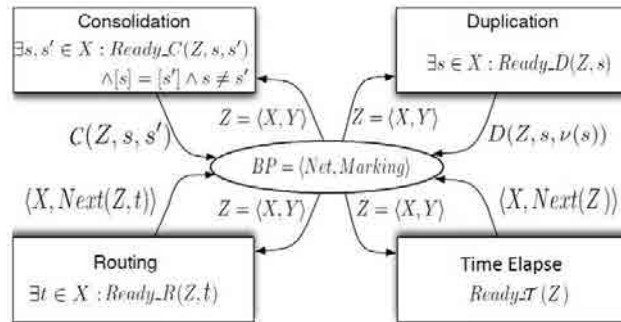 Consolidation
∃s, s′ ∈ X : Ready_C(Z, s, s′)
∧[s] = [s′] ∧ s ≠ s′
Duplication
∃s ∈ X : Ready_D(Z, s)
Z = ⟨X, Y⟩
Z = ⟨X, Y⟩
C(Z, s, s′)
D(Z, s, ν(s))
BP = ⟨Net, Marking⟩
⟨X, Next(Z, t)⟩
Z = ⟨X, Y⟩
Z = ⟨X, Y⟩
⟨X, Next(Z)⟩
Routing
∃t ∈ X : Ready_R(Z, t)
Time Elapse
Ready_𝒯(Z)